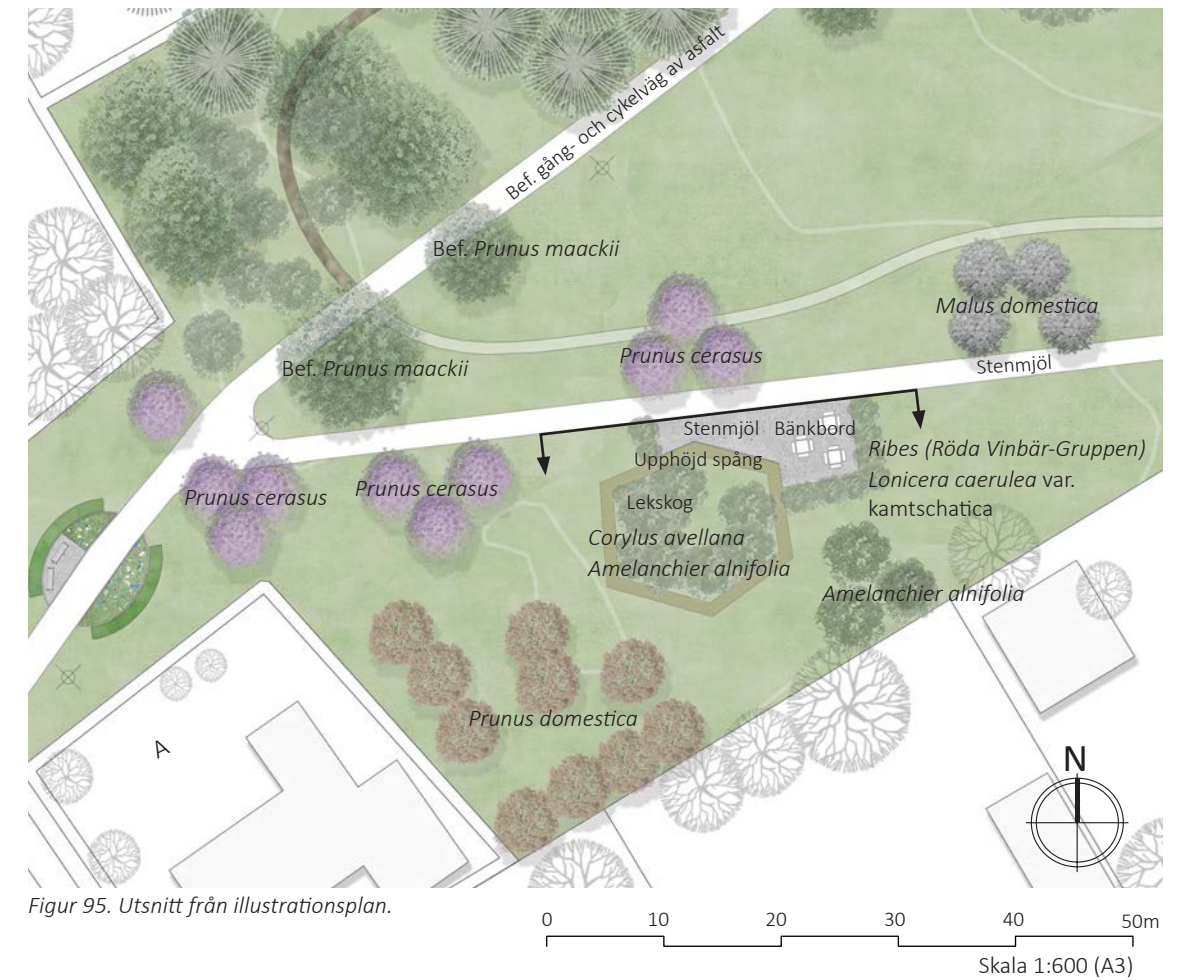 Bef. gång- och cykelväg av asfalt
Bef. Prunus maackii
Malus domestica
Prunus cerasus
Bef. Prunus maackii
Stenmjöl
Stenmjöl
Bänkbord
Ribes (Röda Vinbär-Gruppen)
Lonicera caerulea var.
kamtschatica
Upphöjd spång
Prunus cerasus
Prunus cerasus
Lekskog
Corylus avellana
Amelanchier alnifolia
Amelanchier alnifolia
Prunus domestica
A
N
Figur 95. Utsnitt från illustrationsplan.
0 10 20 30 40 50m
Skala 1:600 (A3)